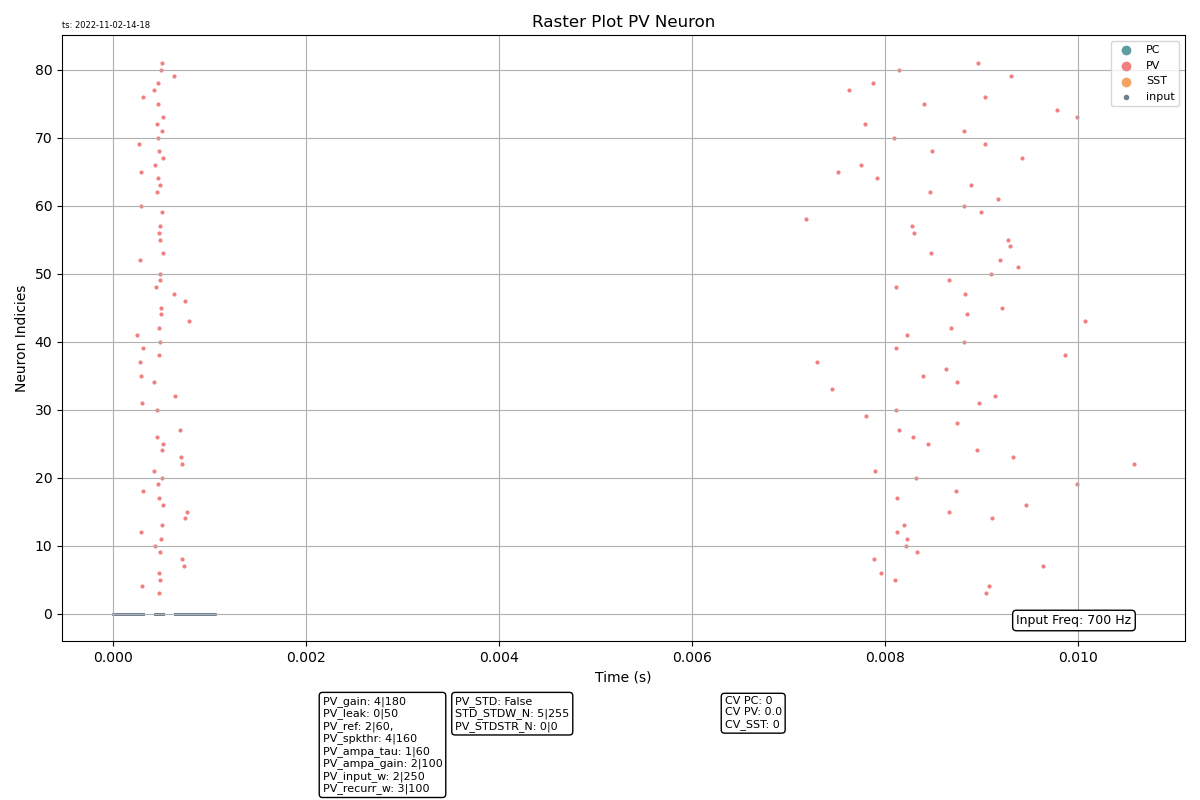 ts: 2022-11-02-14-18
Raster Plot PV Neuron
PC
PV
SST
input
80
70
60
50
40
30
20
10
0
Neuron Indicies
Input Freq: 700 Hz
0.000 0.002 0.004 0.006 0.008 0.010
Time (s)
PV_gain: 4|180
PV_leak: 0|50
PV_ref: 2|60,
PV_spkthr: 4|160
PV_ampa_tau: 1|60
PV_ampa_gain: 2|100
PV_input_w: 2|250
PV_recurr_w: 3|100
PV_STD: False
STD_STDW_N: 5|255
PV_STDSTR_N: 0|0
CV PC: 0
CV PV: 0.0
CV_SST: 0